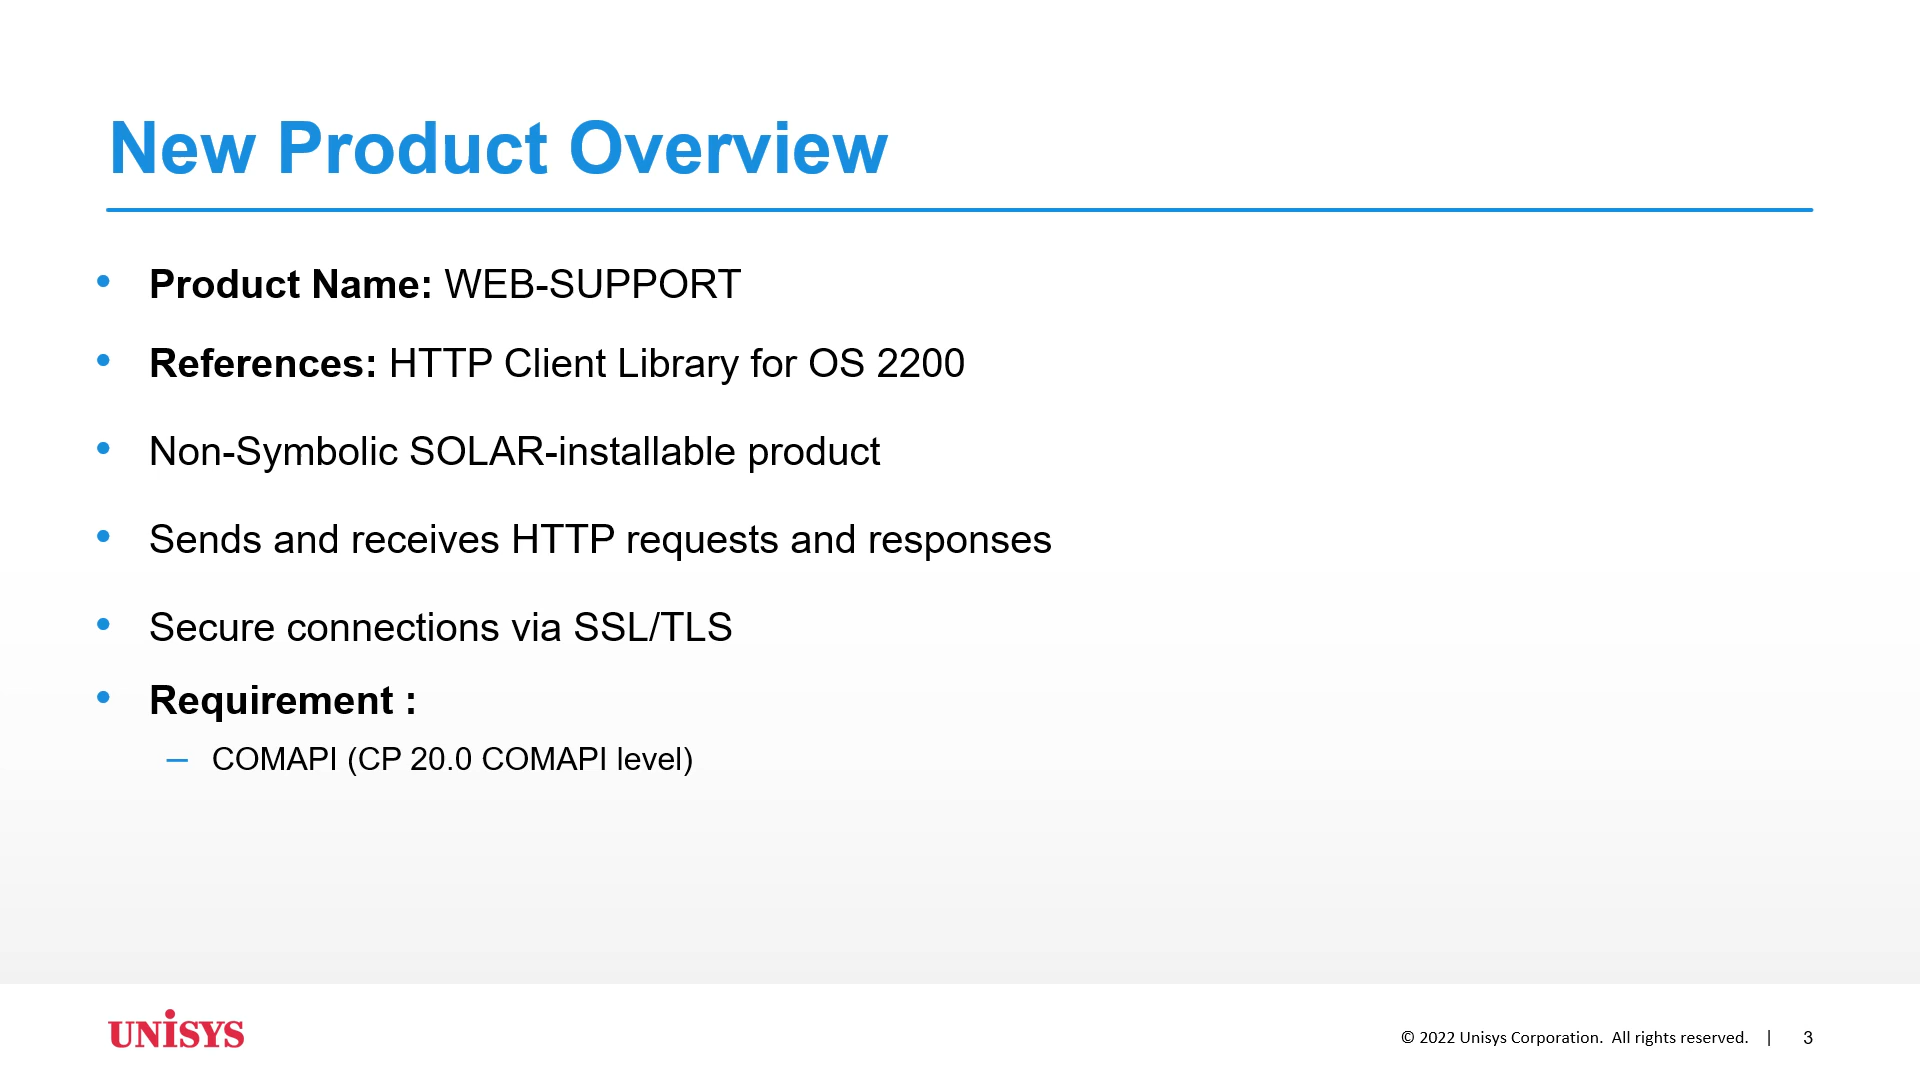 New Product Overview
• Product Name: WEB-SUPPORT
• References: HTTP Client Library for OS 2200
• Non-Symbolic SOLAR-installable product
• Sends and receives HTTP requests and responses
• Secure connections via SSL/TLS
• Requirement :
– COMAPI (CP 20.0 COMAPI level)
UNISYS
© 2022 Unisys Corporation. All rights reserved. | 3